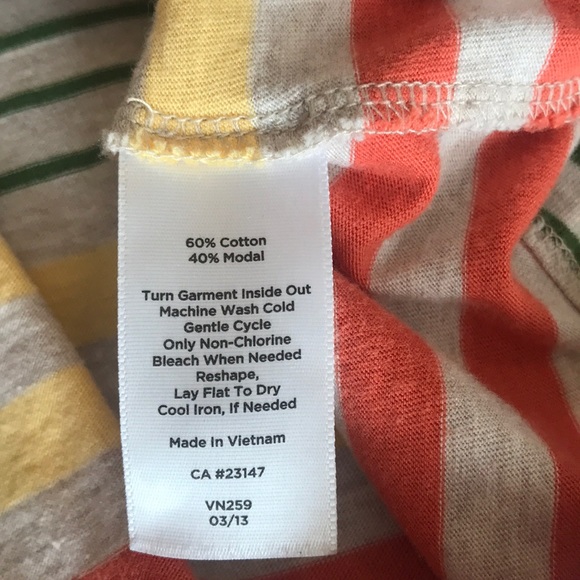 60% Cotton
40% Modal
Turn Garment Inside Out
Machine Wash Cold
Gentle Cycle
Only Non-Chlorine
Bleach When Needed
Reshape,
Lay Flat To Dry
Cool Iron, If Needed
Made In Vietnam
CA #23147
VN259
03/13